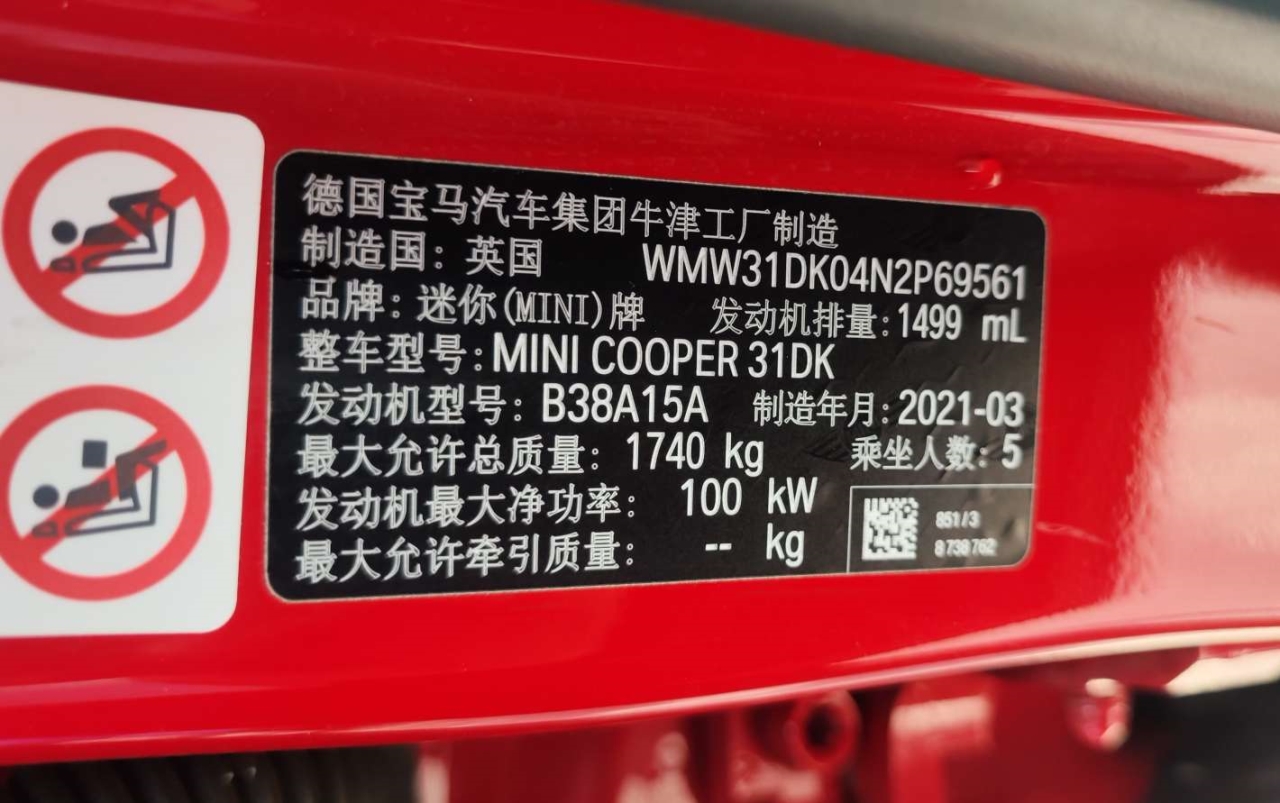 德国宝马汽车集团牛津工厂制造
制造国：英国 WMW31DK04N2P69561
品牌：迷你(MINI)牌 发动机排量:1499 mL
整车型号:MINI COOPER 31DK
发动机型号：B38A15A 制造年月:2021-03
最大允许总质量：1740 kg 乘坐人数：5
发动机最大净功率： 100 kW
最大允许牵引质量： -- kg
851/3
8 738 762